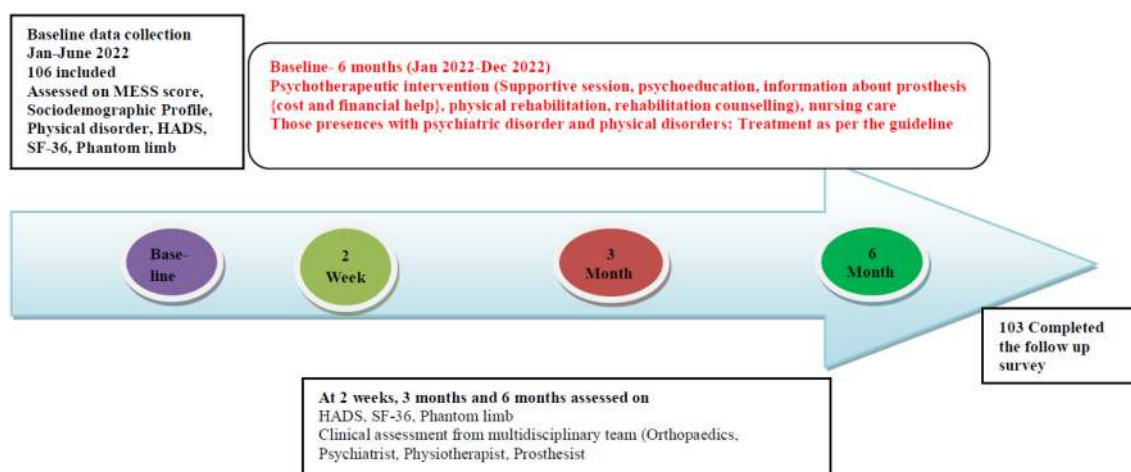 Baseline data collection
Jan-June 2022
106 included
Assessed on MESS score,
Sociodemographic Profile,
Physical disorder, HADS,
SF-36, Phantom limb
Baseline- 6 months (Jan 2022-Dec 2022)
Psychotherapeutic intervention (Supportive session, psychoeducation, information about prosthesis
{cost and financial help}, physical rehabilitation, rehabilitation counselling), nursing care
Those presences with psychiatric disorder and physical disorders: Treatment as per the guideline
Base-
line
2
Week
3
Month
6
Month
103 Completed
the follow up
survey
At 2 weeks, 3 months and 6 months assessed on
HADS, SF-36, Phantom limb
Clinical assessment from multidisciplinary team (Orthopaedics,
Psychiatrist, Physiotherapist, Prosthesist